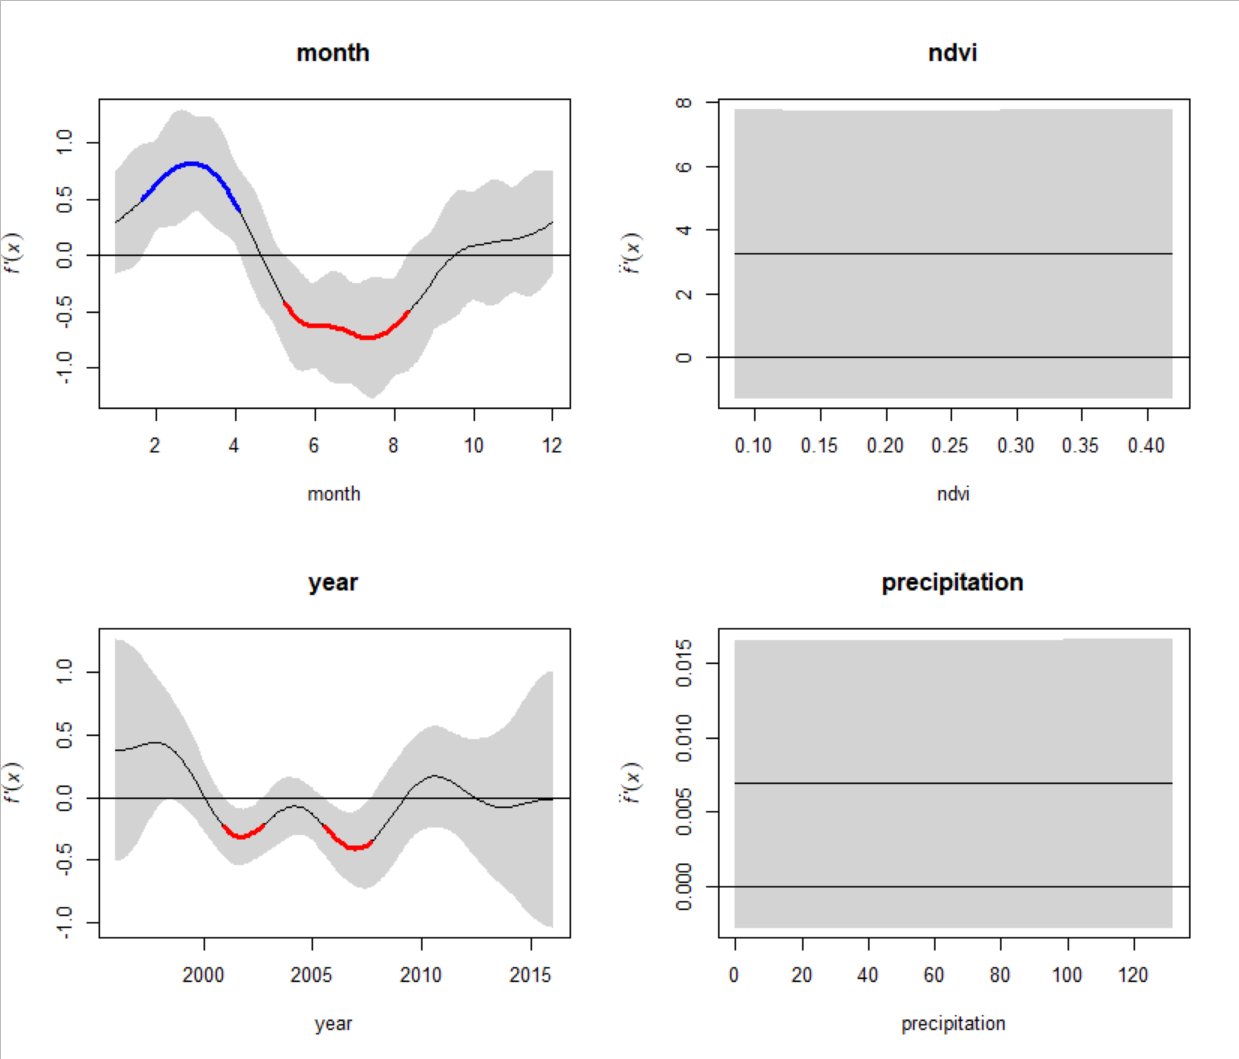 month
f'(x)
1.0
0.5
0.0
-0.5
-1.0
2 4 6 8 10 12
month
ndvi
f'(x)
8
6
4
2
0
0.10 0.15 0.20 0.25 0.30 0.35 0.40
ndvi
year
f'(x)
1.0
0.5
0.0
-0.5
-1.0
2000 2005 2010 2015
year
precipitation
f'(x)
0.015
0.010
0.005
0.000
0 20 40 60 80 100 120
precipitation